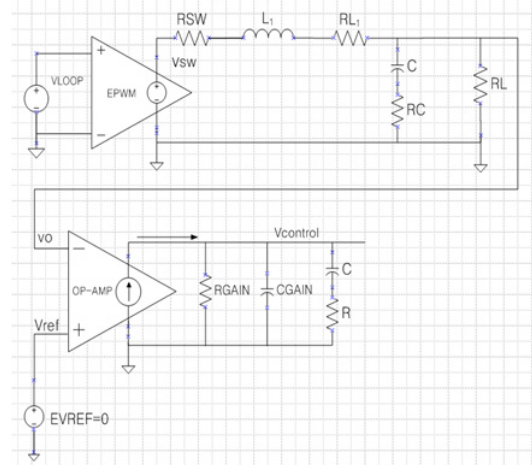 RSW
L₁
RL₁
VLOOP
+
−
EPWM
Vsw
C
RC
RL
vo
−
OP-AMP
+
Vref
Vcontrol
RGAIN
CGAIN
C
R
EVREF=0